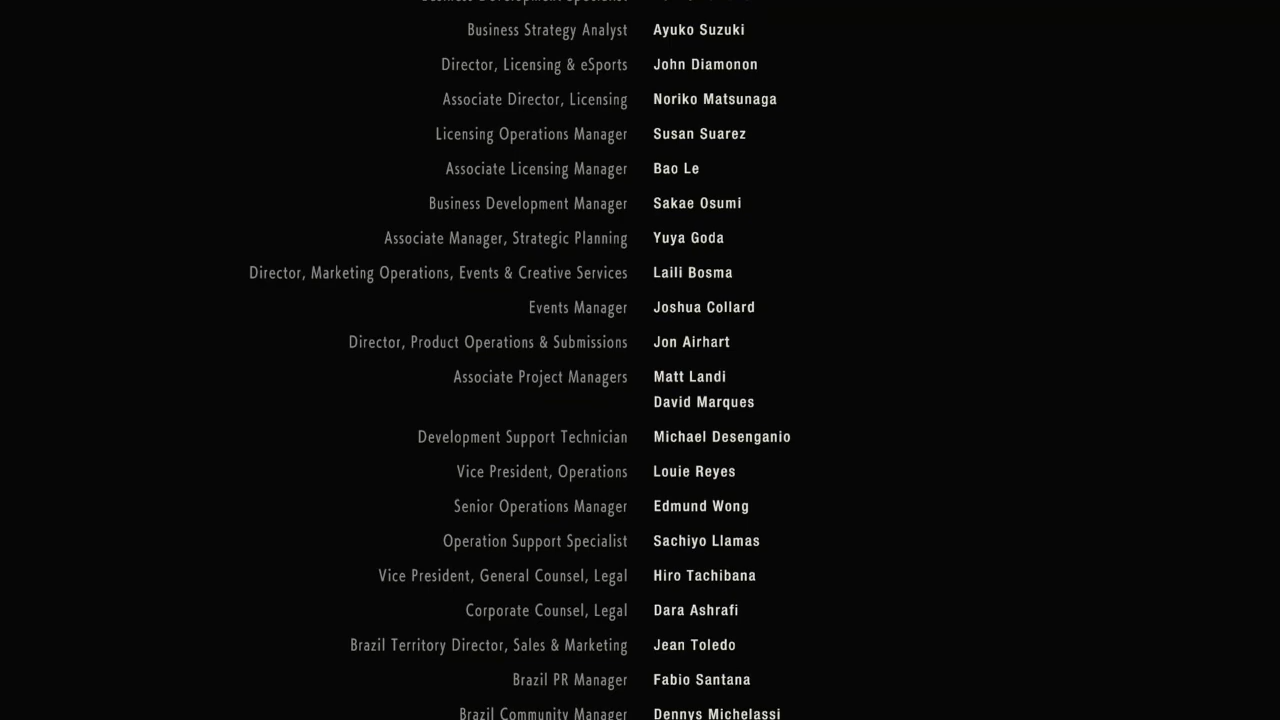 Business Strategy Analyst Ayuko Suzuki
Director, Licensing & eSports John Diamonon
Associate Director, Licensing Noriko Matsunaga
Licensing Operations Manager Susan Suarez
Associate Licensing Manager Bao Le
Business Development Manager Sakae Osumi
Associate Manager, Strategic Planning Yuya Goda
Director, Marketing Operations, Events & Creative Services Laili Bosma
Events Manager Joshua Collard
Director, Product Operations & Submissions Jon Airhart
Associate Project Managers Matt Landi
David Marques
Development Support Technician Michael Desenganio
Vice President, Operations Louie Reyes
Senior Operations Manager Edmund Wong
Operation Support Specialist Sachiyo Llamas
Vice President, General Counsel, Legal Hiro Tachibana
Corporate Counsel, Legal Dara Ashrafi
Brazil Territory Director, Sales & Marketing Jean Toledo
Brazil PR Manager Fabio Santana
Brazil Community Manager Dennys Michelassi